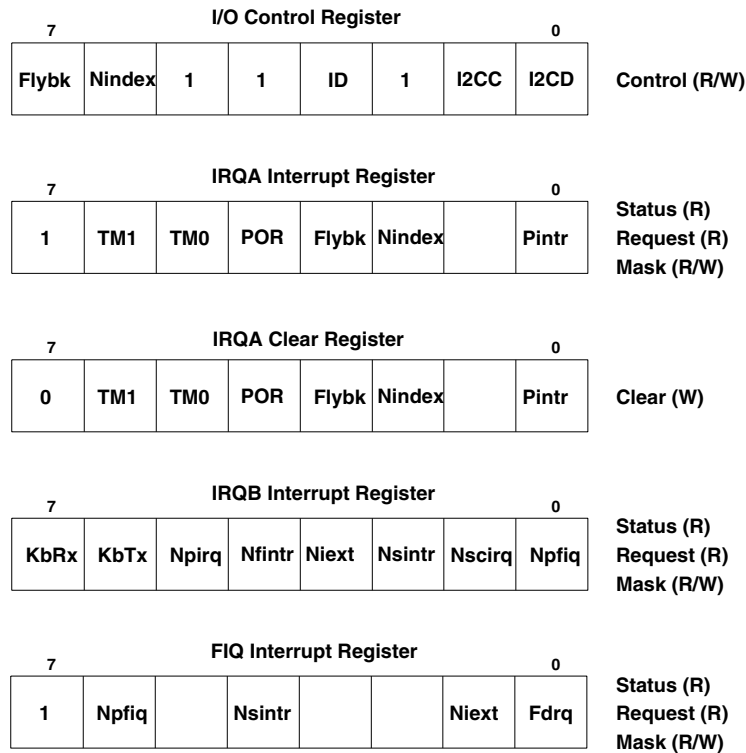 I/O Control Register
7 0
Flybk Nindex 1 1 ID 1 I2CC I2CD Control (R/W)
IRQA Interrupt Register
7 0
Status (R)
1 TM1 TM0 POR Flybk Nindex Pintr Request (R)
Mask (R/W)
IRQA Clear Register
7 0
0 TM1 TM0 POR Flybk Nindex Pintr Clear (W)
IRQB Interrupt Register
7 0
Status (R)
KbRx KbTx Npirq Nfintr Niext Nsintr Nscirq Npfiq Request (R)
Mask (R/W)
FIQ Interrupt Register
7 0
Status (R)
1 Npfiq Nsintr Niext Fdrq Request (R)
Mask (R/W)